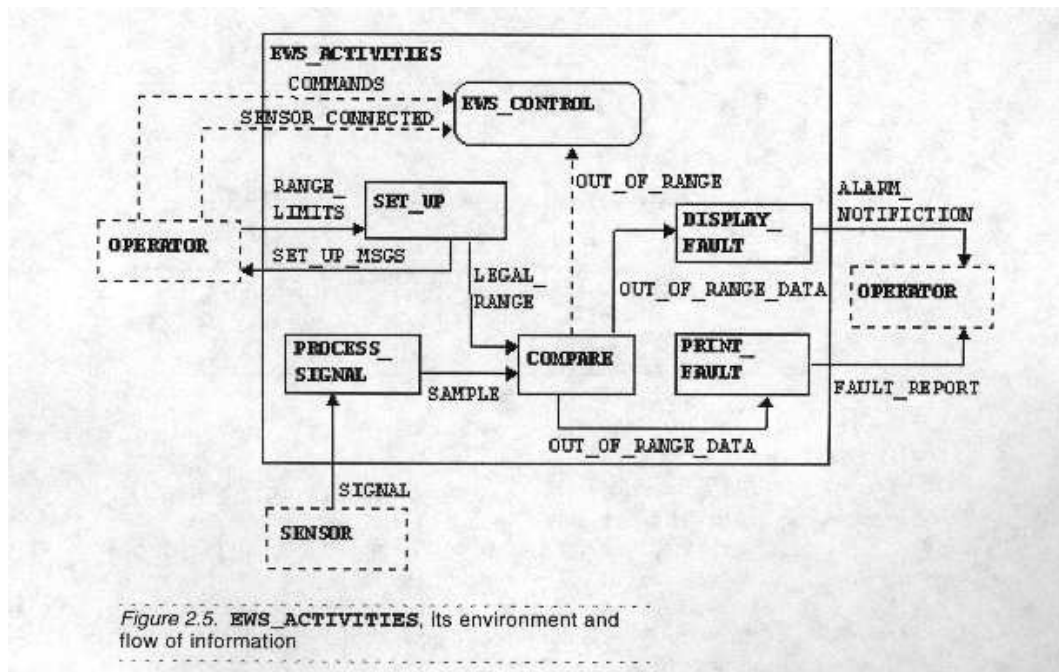 EWS_ACTIVITIES
COMMANDS
EWS_CONTROL
SENSOR_CONNECTED
OUT_OF_RANGE
ALARM_
NOTIFICTION
RANGE_
LIMITS
SET_UP
DISPLAY_
FAULT
OPERATOR
SET_UP_MSGS
LEGAL_
RANGE
OUT_OF_RANGE_DATA
OPERATOR
PROCESS_
SIGNAL
COMPARE
PRINT_
FAULT
SAMPLE
FAULT_REPORT
OUT_OF_RANGE_DATA
SIGNAL
SENSOR
Figure 2.5. EWS_ACTIVITIES, its environment and
flow of information